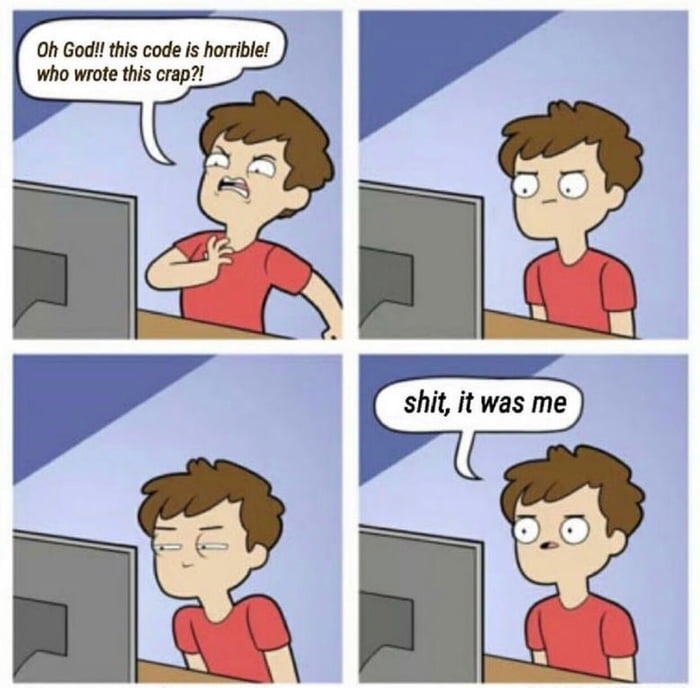 Oh God!! this code is horrible!
who wrote this crap?!
shit, it was me